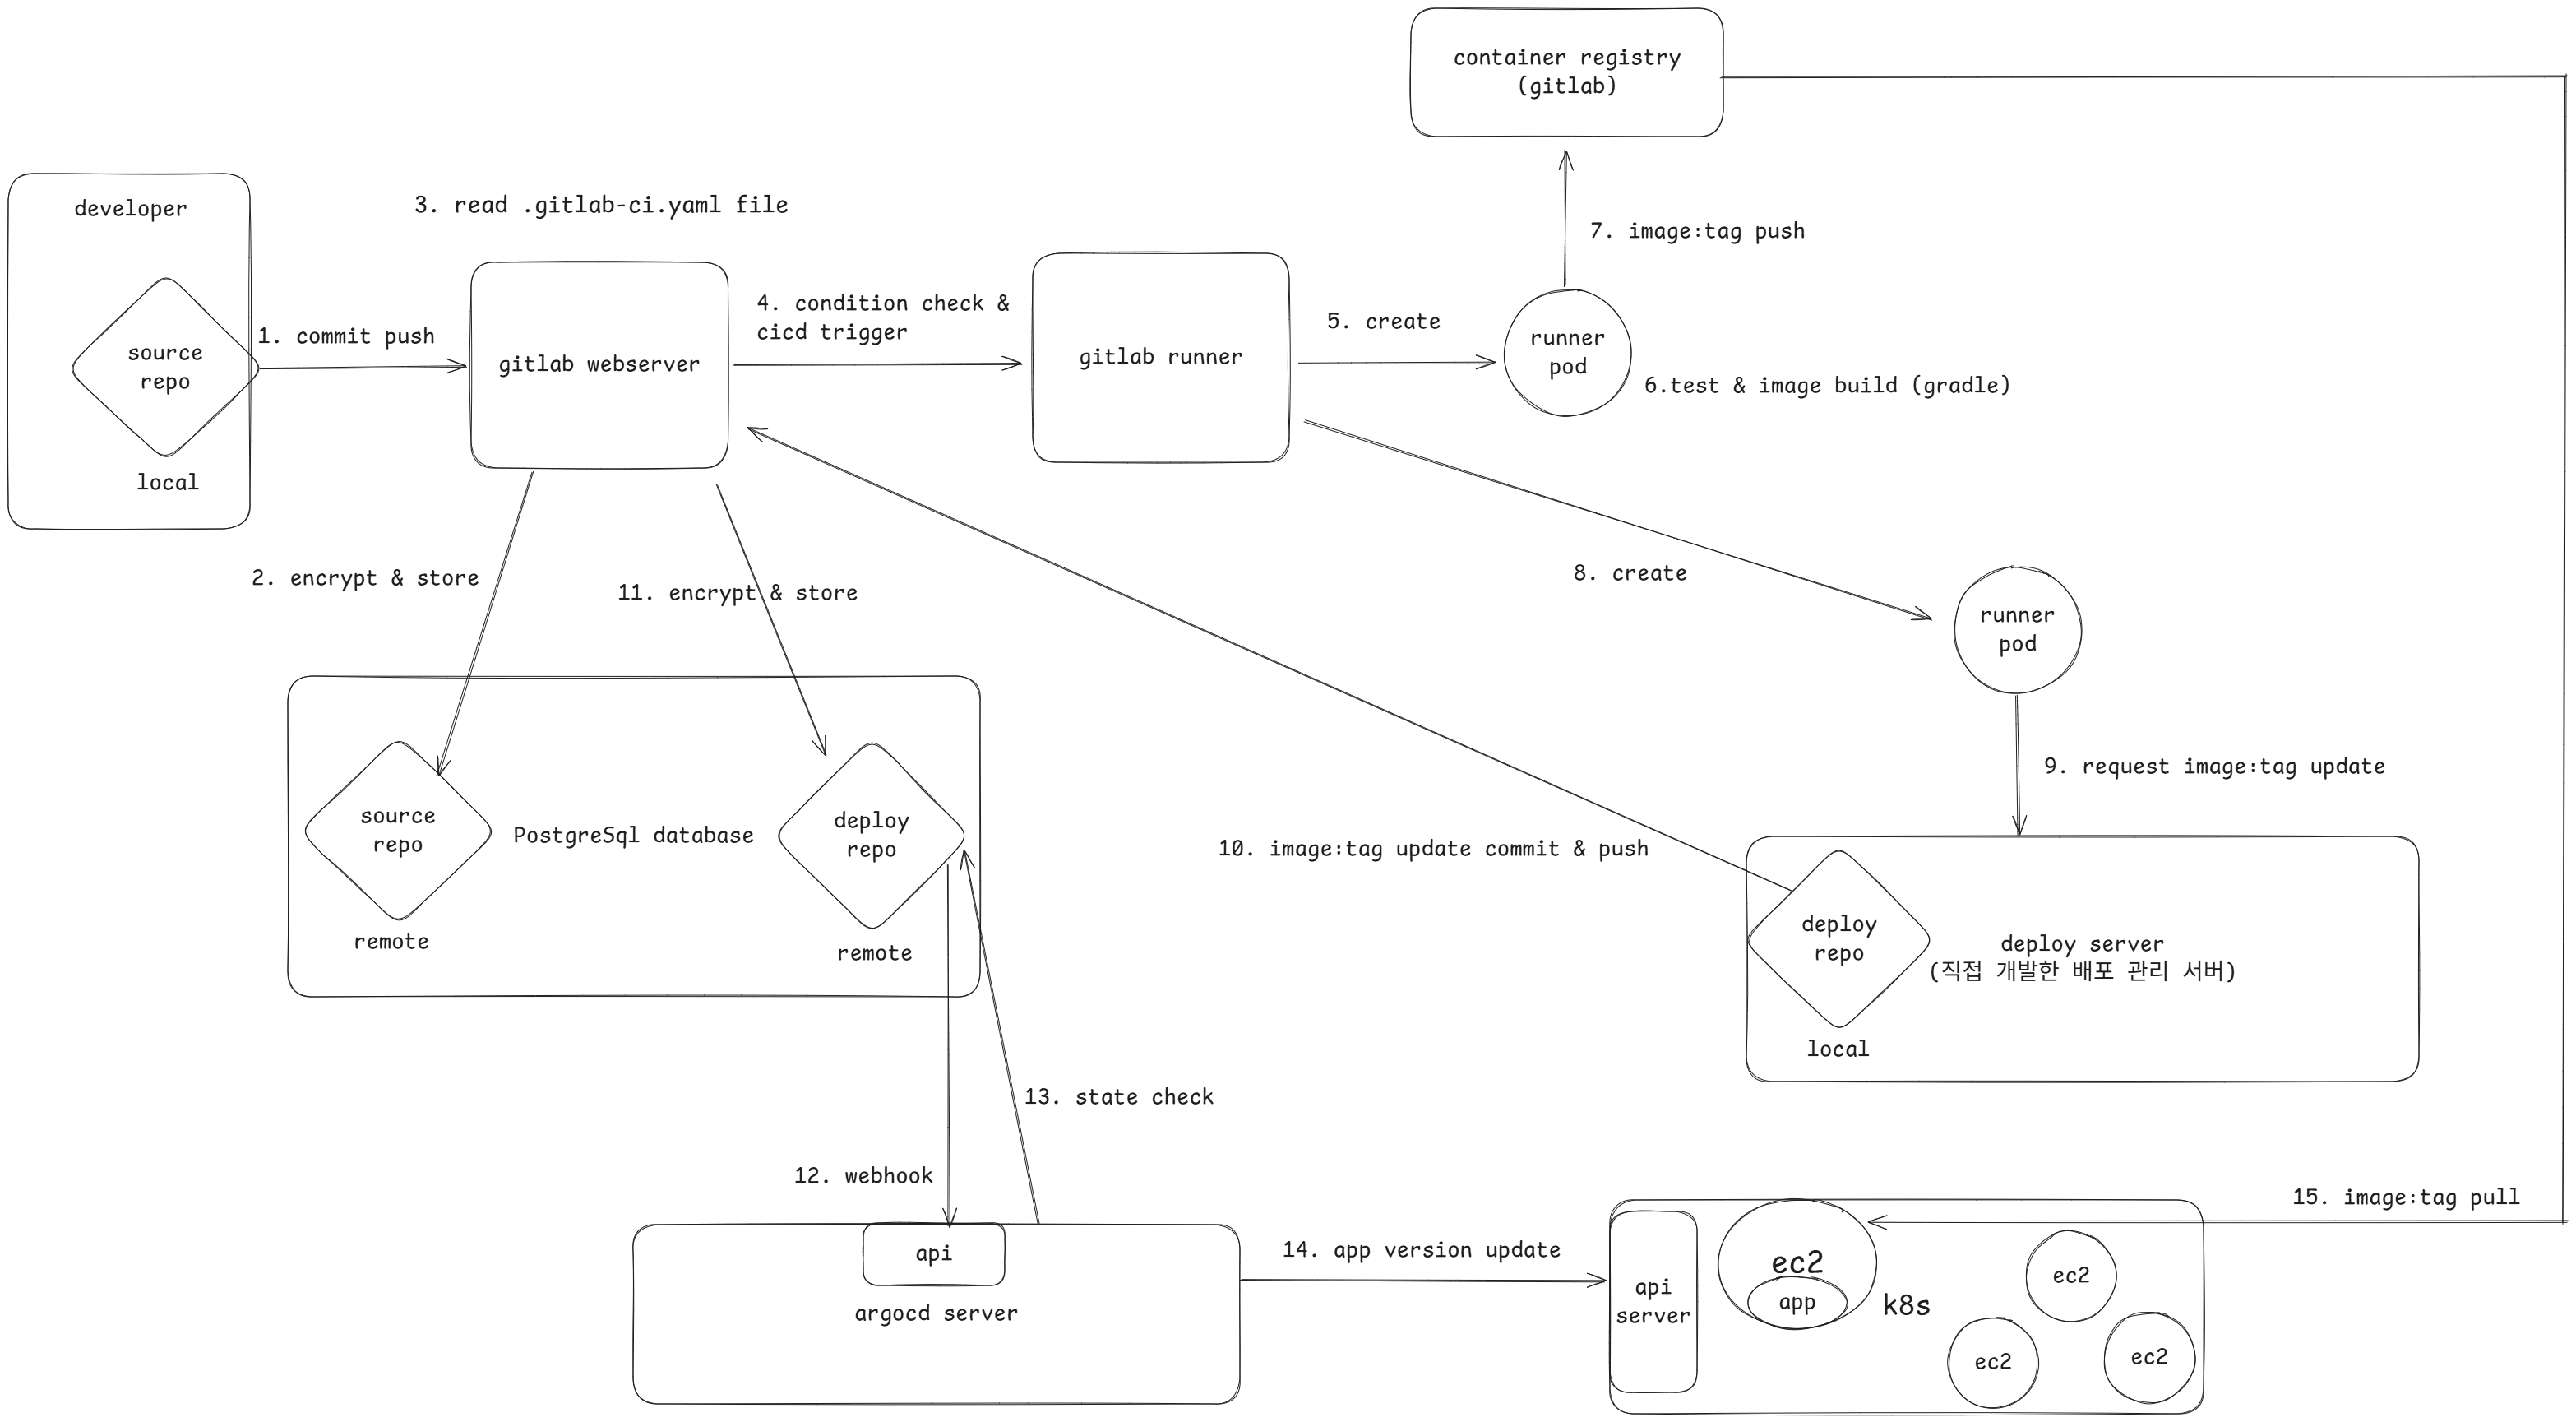 container registry
(gitlab)
developer
3. read .gitlab-ci.yaml file
7. image:tag push
4. condition check &
cicd trigger
1. commit push
5. create
source
repo
gitlab webserver
gitlab runner
runner
pod
6.test & image build (gradle)
local
2. encrypt & store
11. encrypt & store
8. create
runner
pod
9. request image:tag update
source
repo
PostgreSql database
deploy
repo
10. image:tag update commit & push
remote
remote
deploy
repo
deploy server
(직접 개발한 배포 관리 서버)
local
13. state check
12. webhook
15. image:tag pull
api
14. app version update
argocd server
api
server
ec2
app
k8s
ec2
ec2
ec2